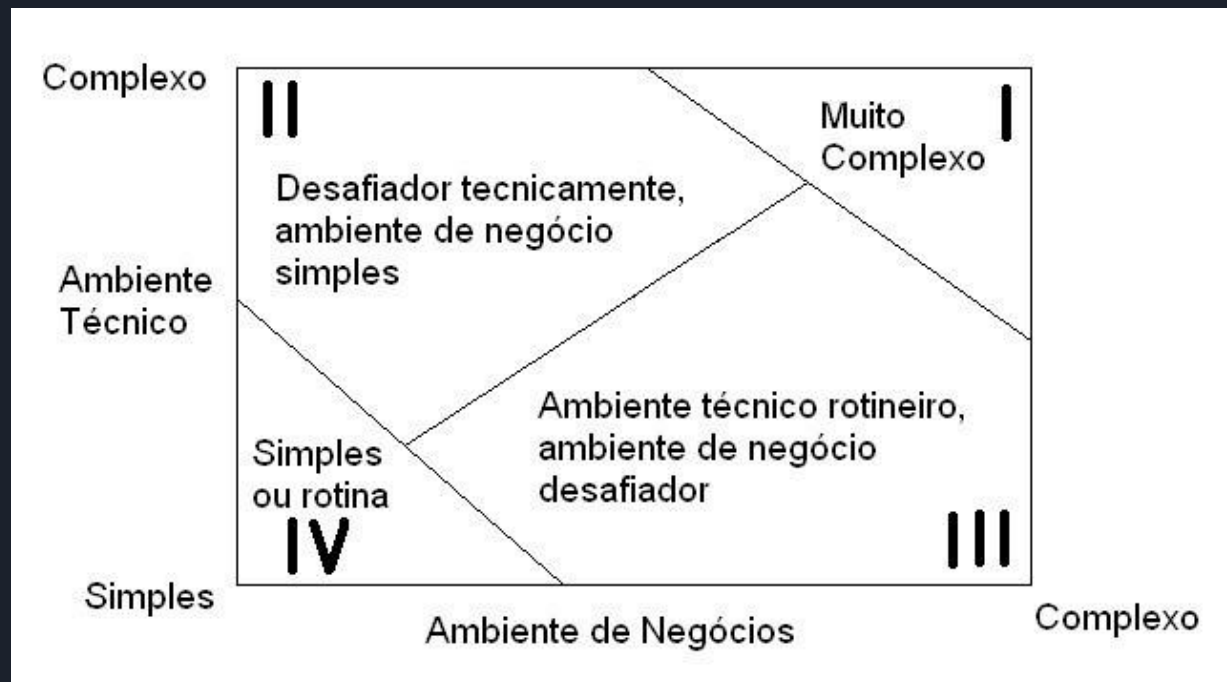 Complexo
II
Muito
Complexo
I
Desafiador tecnicamente,
ambiente de negócio
simples
Ambiente
Técnico
Ambiente técnico rotineiro,
ambiente de negócio
desafiador
Simples
ou rotina
IV
III
Simples
Ambiente de Negócios
Complexo